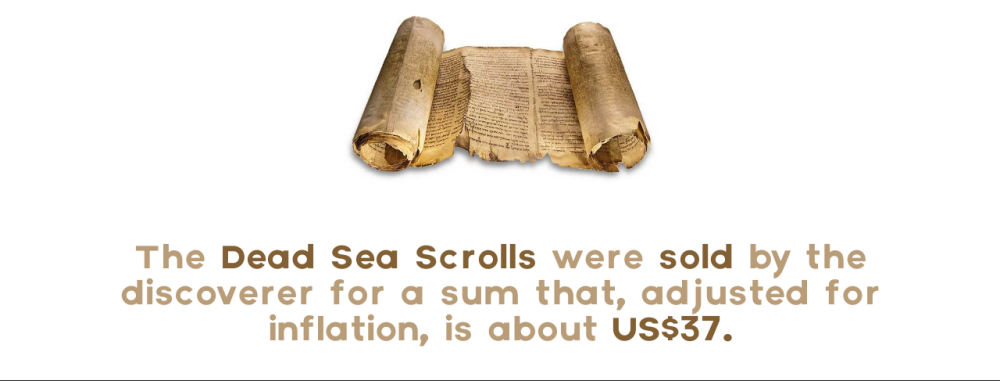 The Dead Sea Scrolls were sold by the
discoverer for a sum that, adjusted for
inflation, is about US$37.